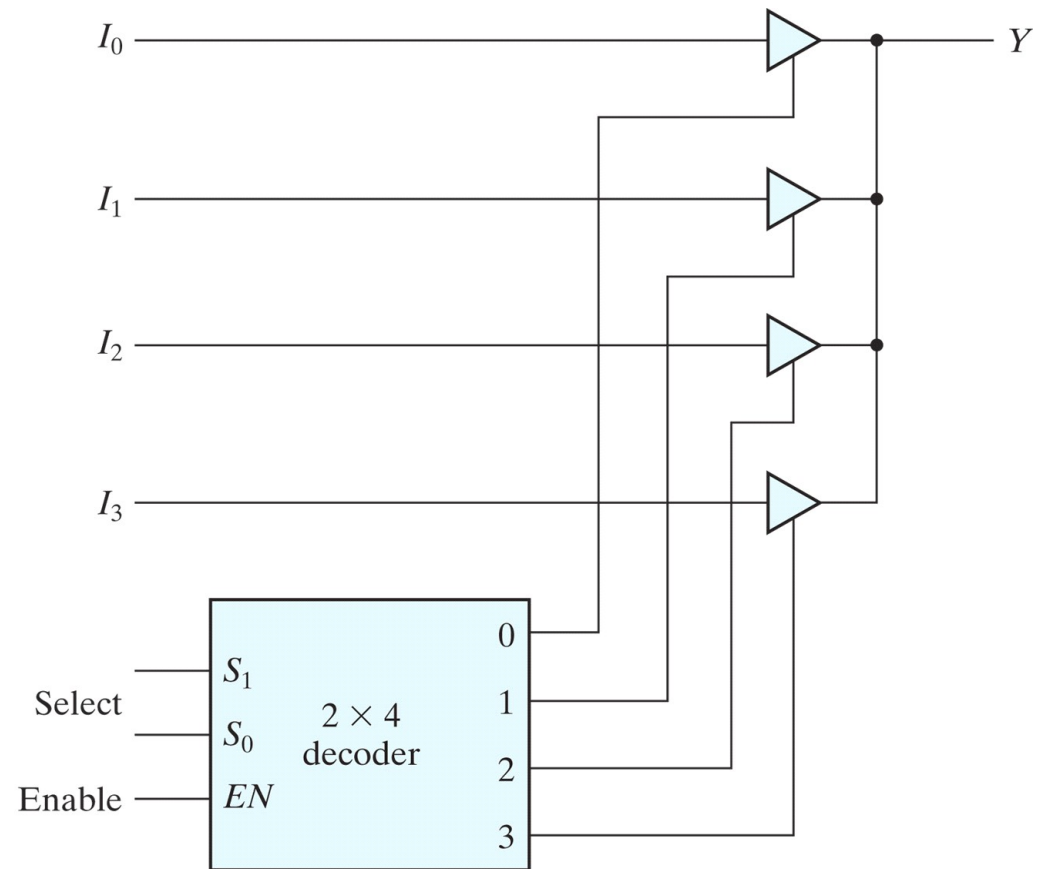 I₀
Y
I₁
I₂
I₃
0
S₁
1
Select
2 × 4
S₀
decoder
2
Enable
EN
3